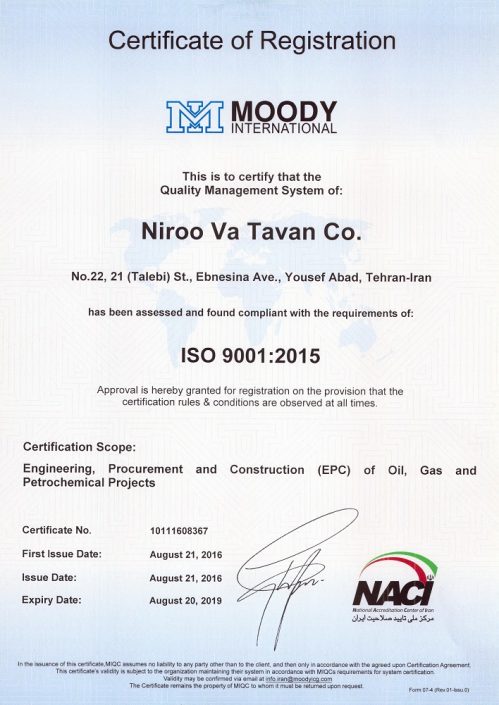 Certificate of Registration
MOODY
INTERNATIONAL
This is to certify that the
Quality Management System of:
Niroo Va Tavan Co.
No.22, 21 (Talebi) St., Ebnesina Ave., Yousef Abad, Tehran-Iran
has been assessed and found compliant with the requirements of:
ISO 9001:2015
Approval is hereby granted for registration on the provision that the
certification rules & conditions are observed at all times.
Certification Scope:
Engineering, Procurement and Construction (EPC) of Oil, Gas and
Petrochemical Projects
Certificate No. 10111608367
First Issue Date: August 21, 2016
Issue Date: August 21, 2016
Expiry Date: August 20, 2019
NACI
National Accreditation Center of Iran
مرکز ملی تایید صلاحیت ایران
In the issuance of this certificate,MIQC assumes no liability to any party other than to the client, and then only in accordance with the agreed upon Certification Agreement.
This certificate's validity is subject to the organization maintaining their system in accordance with MIQCs requirements for system certification.
Validity may be confirmed via email at info.iran@moodyicg.com
The Certificate remains the property of MIQC to whom it must be returned upon request.
Form 07-4 (Rev 01-Issu.0)